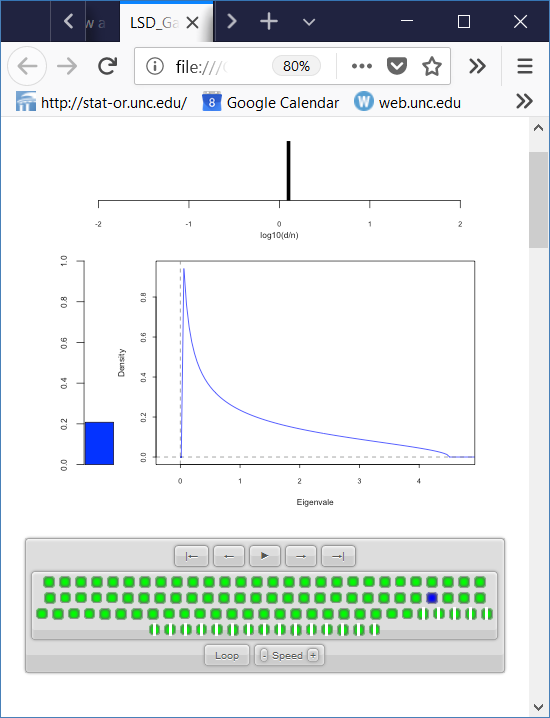 w a
LSD_Ga
file:///
80%
http://stat-or.unc.edu/
8
Google Calendar
W
web.unc.edu
-2 -1 0 1 2
log10(d/n)
1.0
0.8
0.6
0.4
0.2
0.0
Density
0.8
0.6
0.4
0.2
0.0
0 1 2 3 4
Eigenvale
Loop
- Speed +